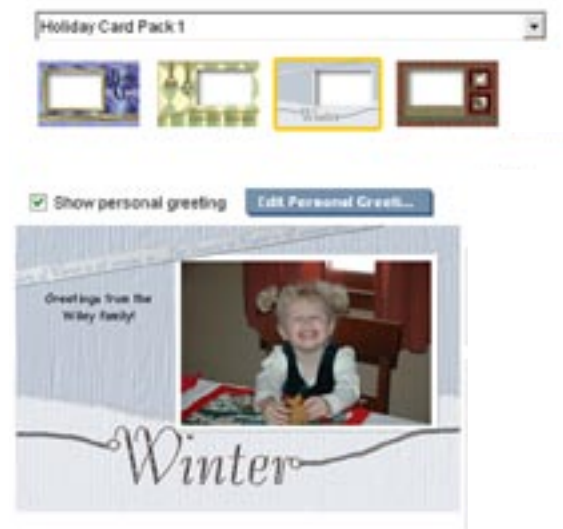 Holiday Card Pack 1
Winter
Show personal greeting
Edit Personal Greeti...
Greetings from the
Wiley family!
Winter